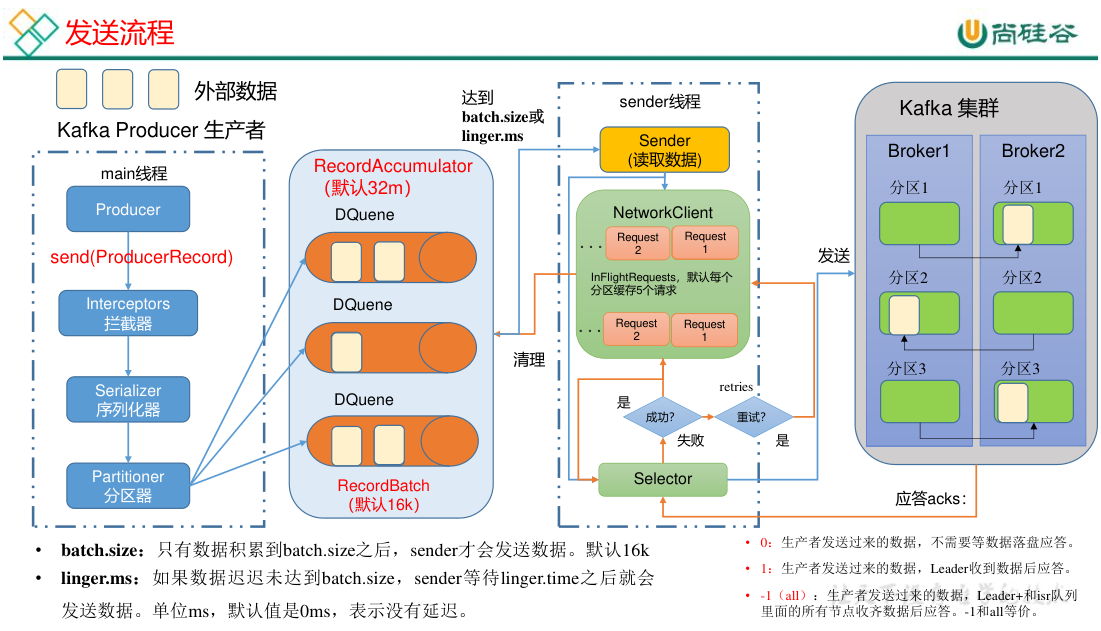 发送流程
尚硅谷
外部数据
Kafka Producer 生产者
main线程
Producer
send(ProducerRecord)
Interceptors
拦截器
Serializer
序列化器
Partitioner
分区器
RecordAccumulator
（默认32m）
DQuene
DQuene
DQuene
RecordBatch
（默认16k）
达到
batch.size或
linger.ms
清理
sender线程
Sender
(读取数据)
NetworkClient
· · ·
Request
2
Request
1
InFlightRequests，默认每个
分区缓存5个请求
· · ·
Request
2
Request
1
是
成功?
失败
retries
重试?
是
Selector
发送
Kafka 集群
Broker1
Broker2
分区1
分区1
分区2
分区2
分区3
分区3
应答acks：
• batch.size：只有数据积累到batch.size之后，sender才会发送数据。默认16k
• linger.ms：如果数据迟迟未达到batch.size，sender等待linger.time之后就会
发送数据。单位ms，默认值是0ms，表示没有延迟。
• 0：生产者发送过来的数据，不需要等数据落盘应答。
• 1：生产者发送过来的数据，Leader收到数据后应答。
• -1（all）：生产者发送过来的数据，Leader+和isr队列
里面的所有节点收齐数据后应答。-1和all等价。